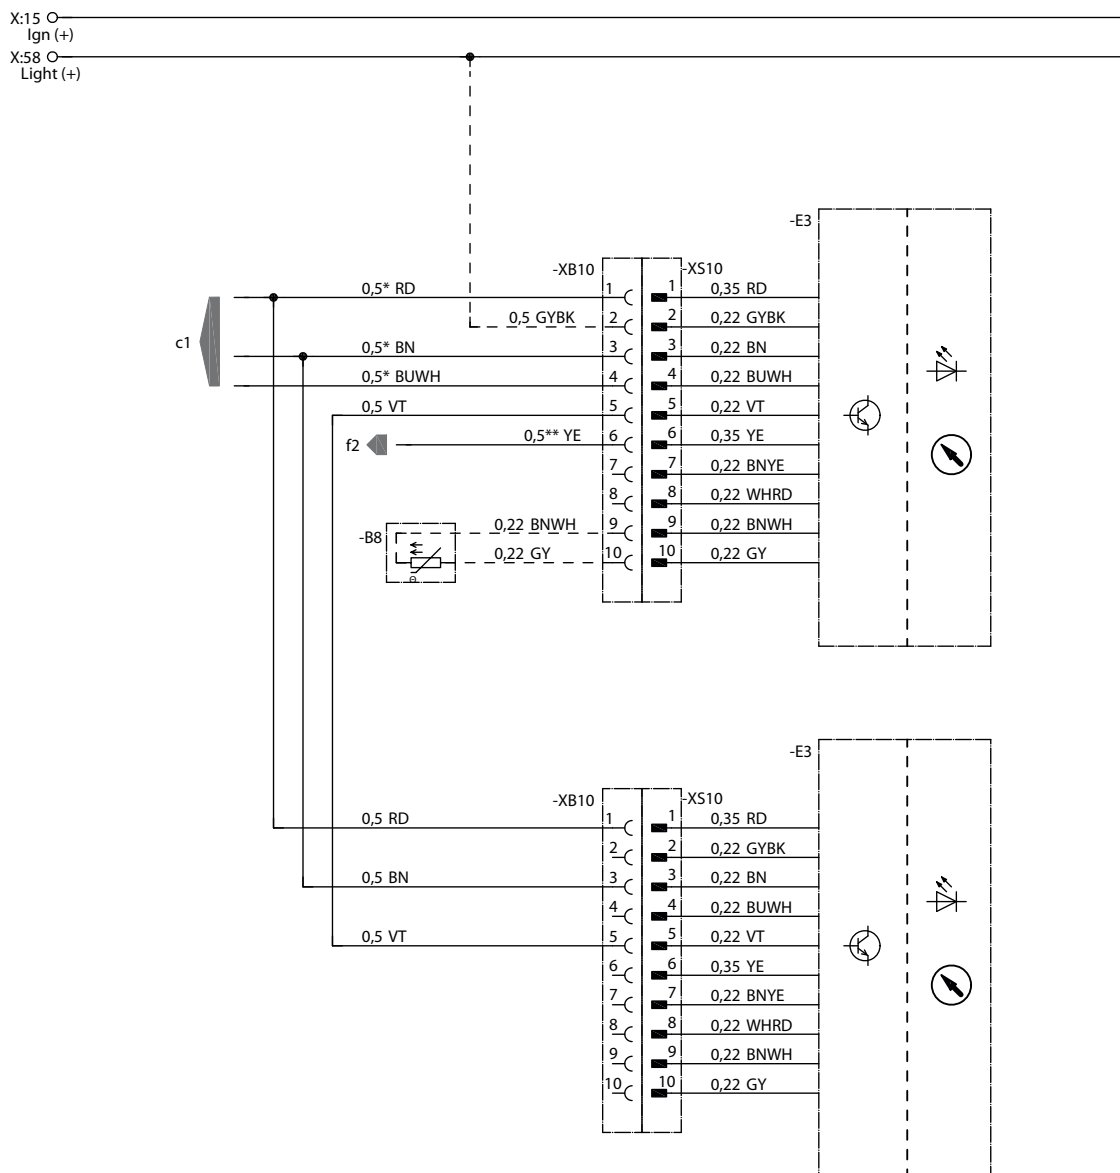 X:15
Ign (+)
X:58
Light (+)
-E3
-XB10 -XS10
0,5* RD 1 1 0,35 RD
0,5 GYBK 2 2 0,22 GYBK
c1
0,5* BN 3 3 0,22 BN
0,5* BUWH 4 4 0,22 BUWH
0,5 VT 5 5 0,22 VT
f2 0,5** YE 6 6 0,35 YE
7 7 0,22 BNYE
8 8 0,22 WHRD
-B8 0,22 BNWH 9 9 0,22 BNWH
0,22 GY 10 10 0,22 GY
Θ
-E3
-XB10 -XS10
0,5 RD 1 1 0,35 RD
2 2 0,22 GYBK
0,5 BN 3 3 0,22 BN
4 4 0,22 BUWH
0,5 VT 5 5 0,22 VT
6 6 0,35 YE
7 7 0,22 BNYE
8 8 0,22 WHRD
9 9 0,22 BNWH
10 10 0,22 GY